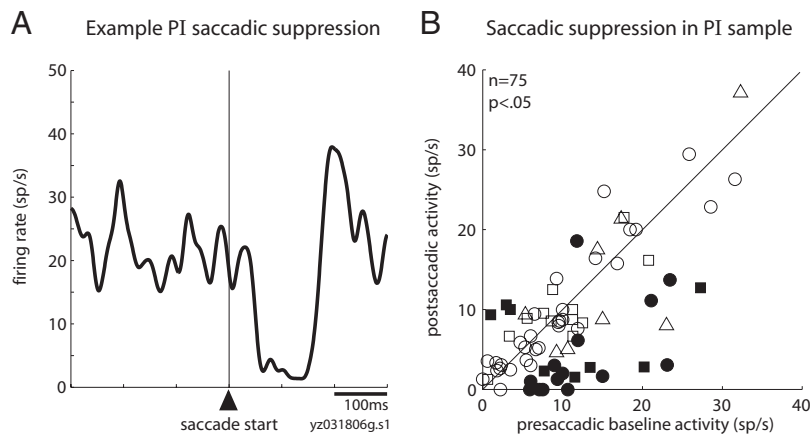 A Example PI saccadic suppression
50
40
30
20
10
0
firing rate (sp/s)
saccade start
100ms
yz031806g.s1
B Saccadic suppression in PI sample
n=75
p<.05
40
30
20
10
0
postsaccadic activity (sp/s)
0 10 20 30 40
presaccadic baseline activity (sp/s)